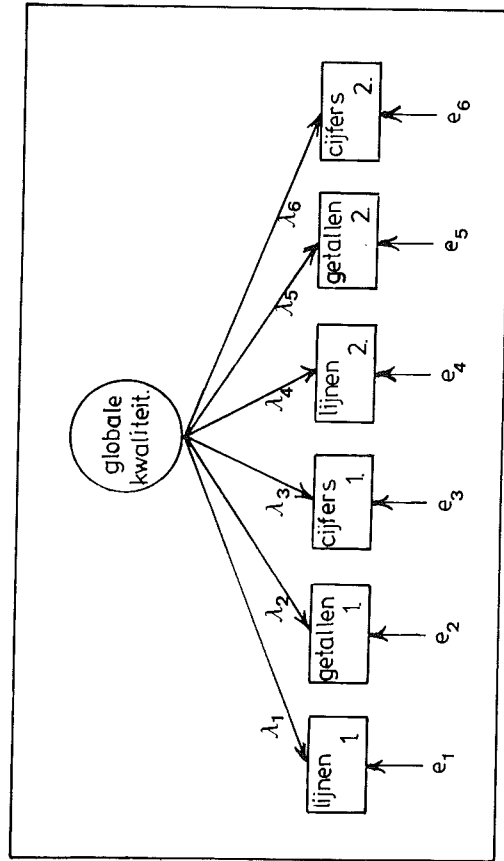 globale
kwaliteit.
λ₁
λ₂
λ₃
λ₄
λ₅
λ₆
lijnen
1.
getallen
1.
cijfers
1.
lijnen
2.
getallen
2.
cijfers
2.
e₁
e₂
e₃
e₄
e₅
e₆